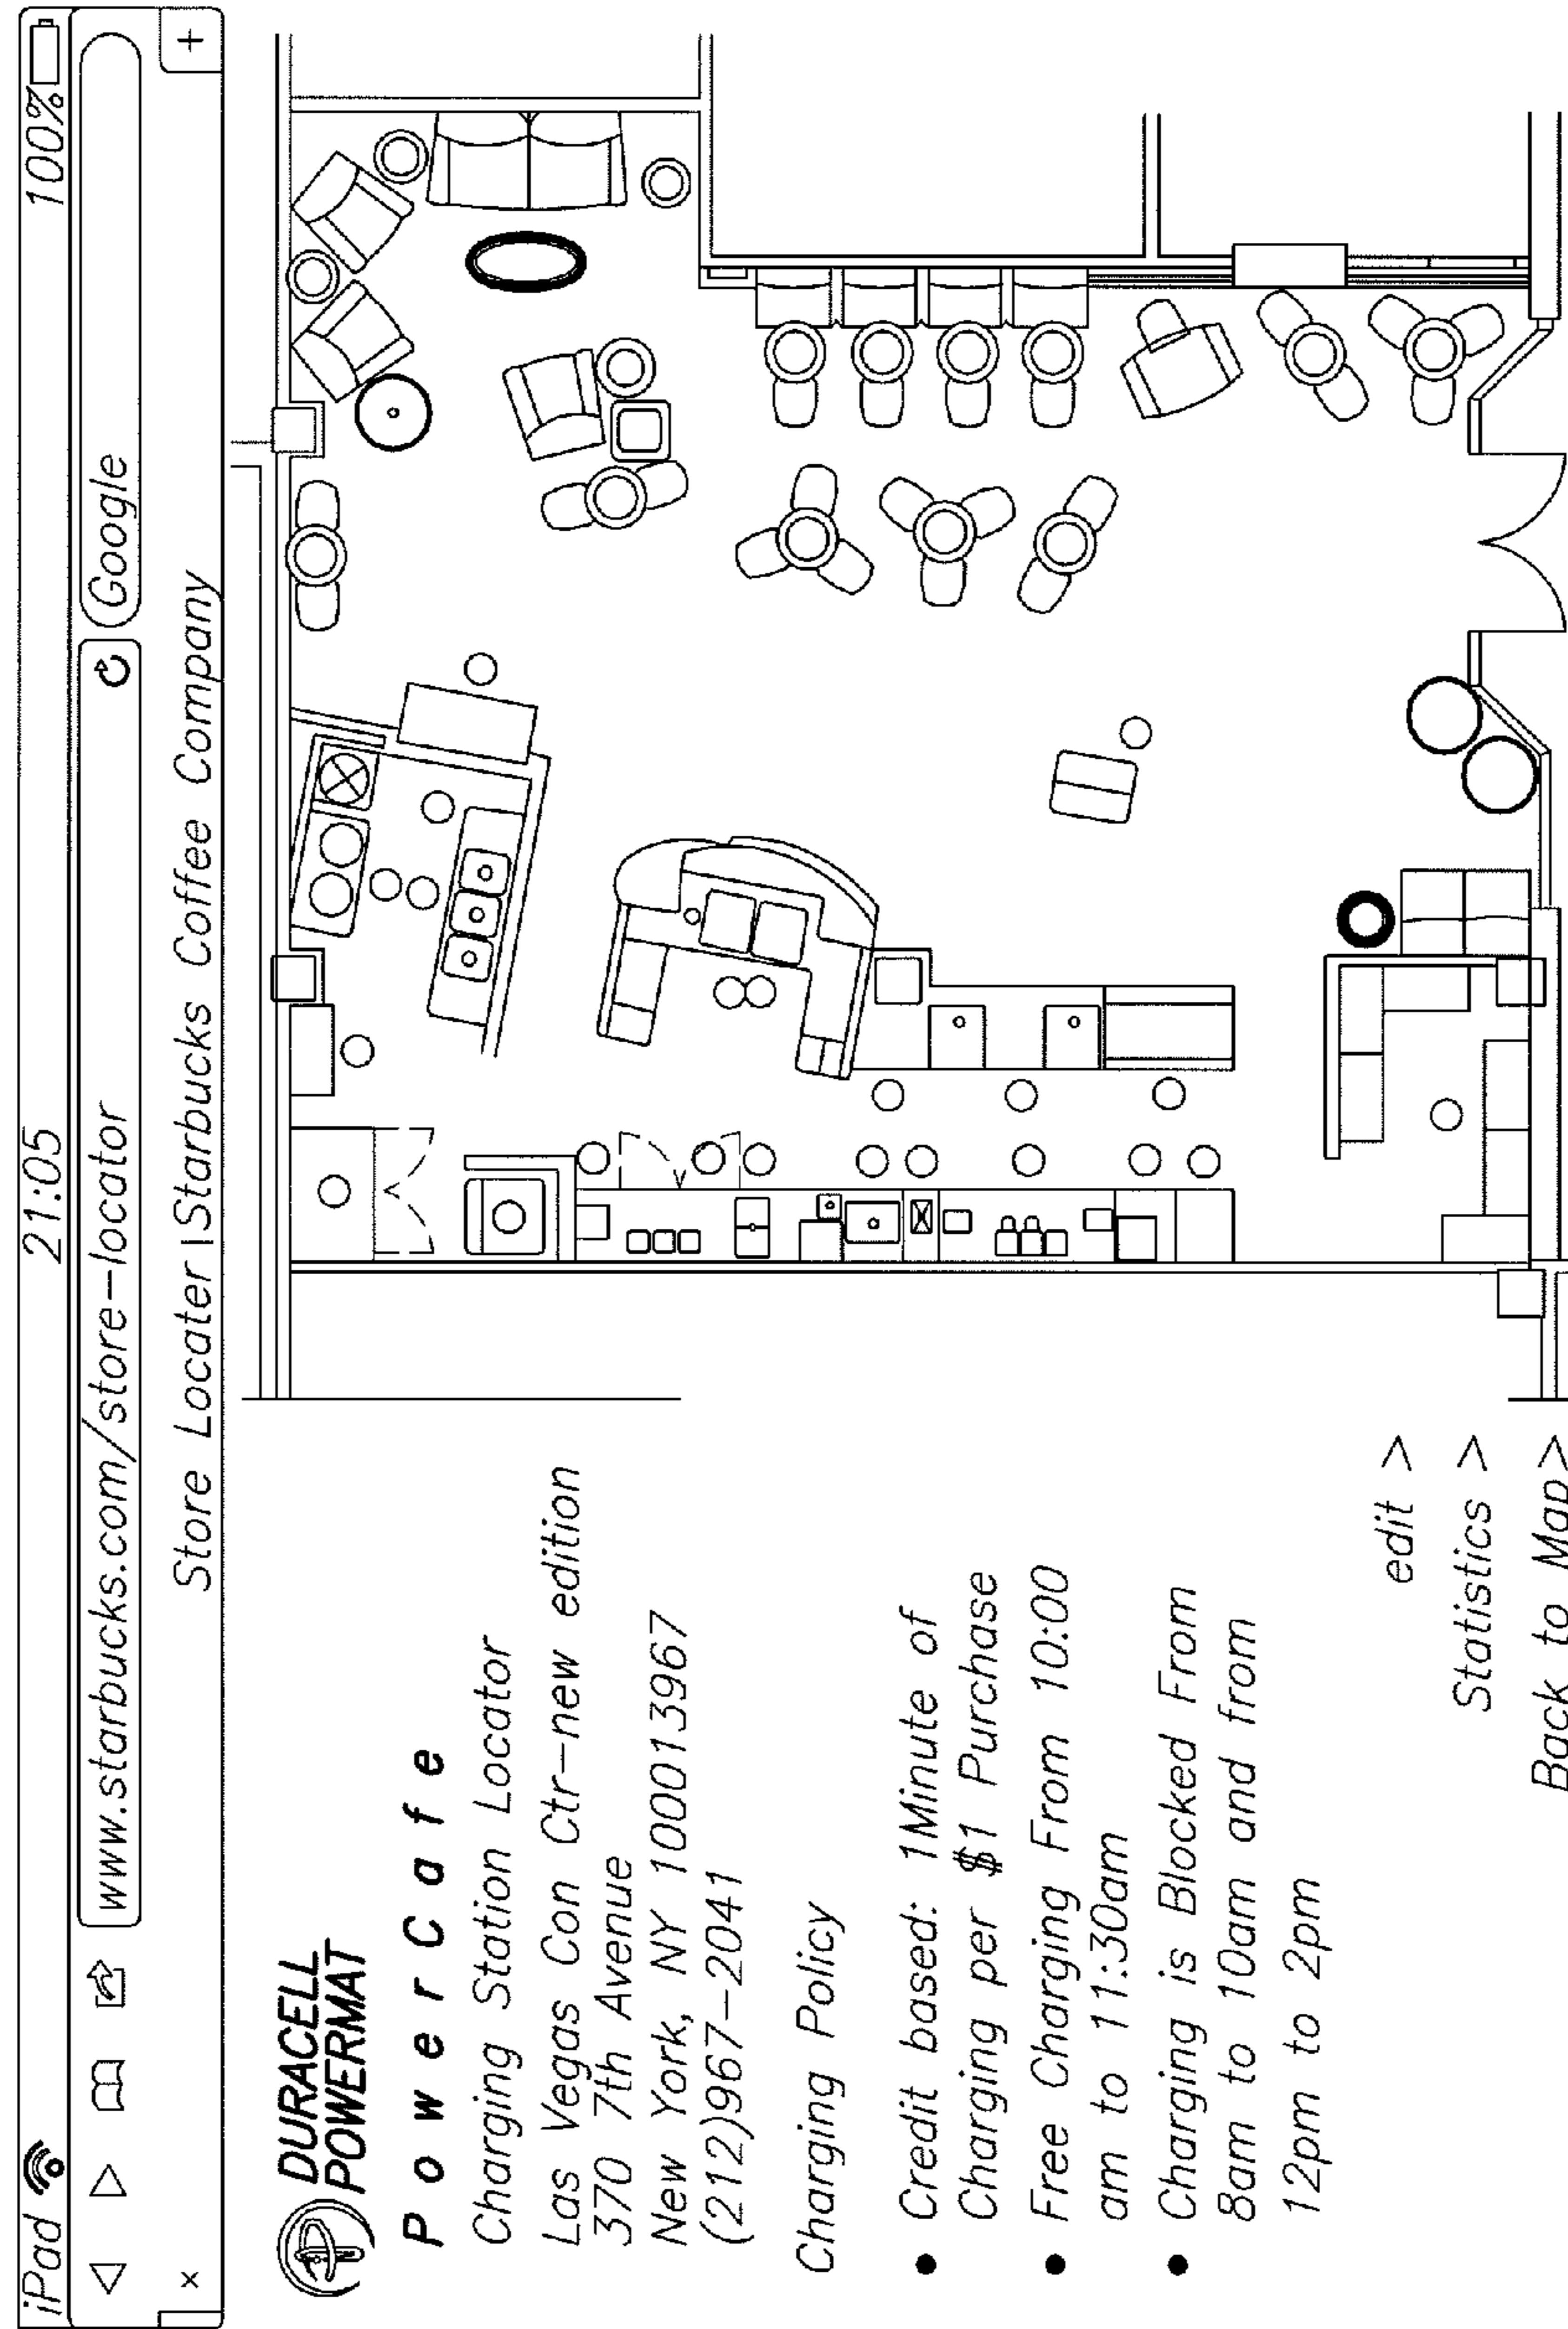 iPad 21:05 100%
www.starbucks.com/store-locator Google
× Store Locater | Starbucks Coffee Company +
DURACELL
POWERMAT
PowerCafe
Charging Station Locator
Las Vegas Con Ctr-new edition
370 7th Avenue
New York, NY 100013967
(212)967-2041
Charging Policy
• Credit based: 1Minute of
Charging per $1 Purchase
• Free Charging From 10:00
am to 11:30am
• Charging is Blocked From
8am to 10am and from
12pm to 2pm
edit >
Statistics >
Back to Map>